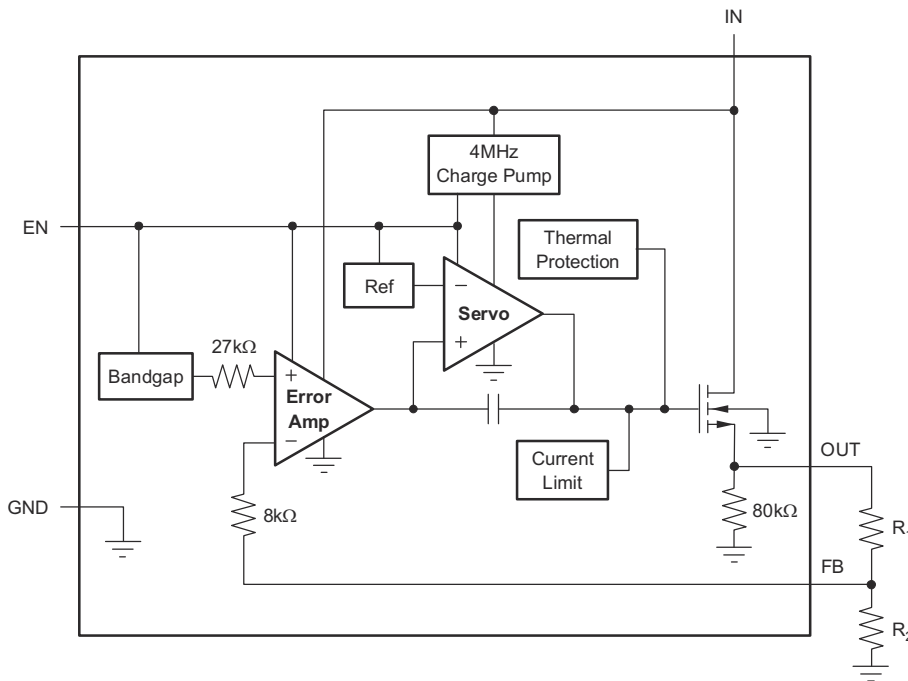 IN
4MHz
Charge Pump
EN
Thermal
Protection
Ref
−
Servo
+
27kΩ
Bandgap
+
Error
Amp
−
OUT
Current
Limit
GND
8kΩ
80kΩ
FB
R2